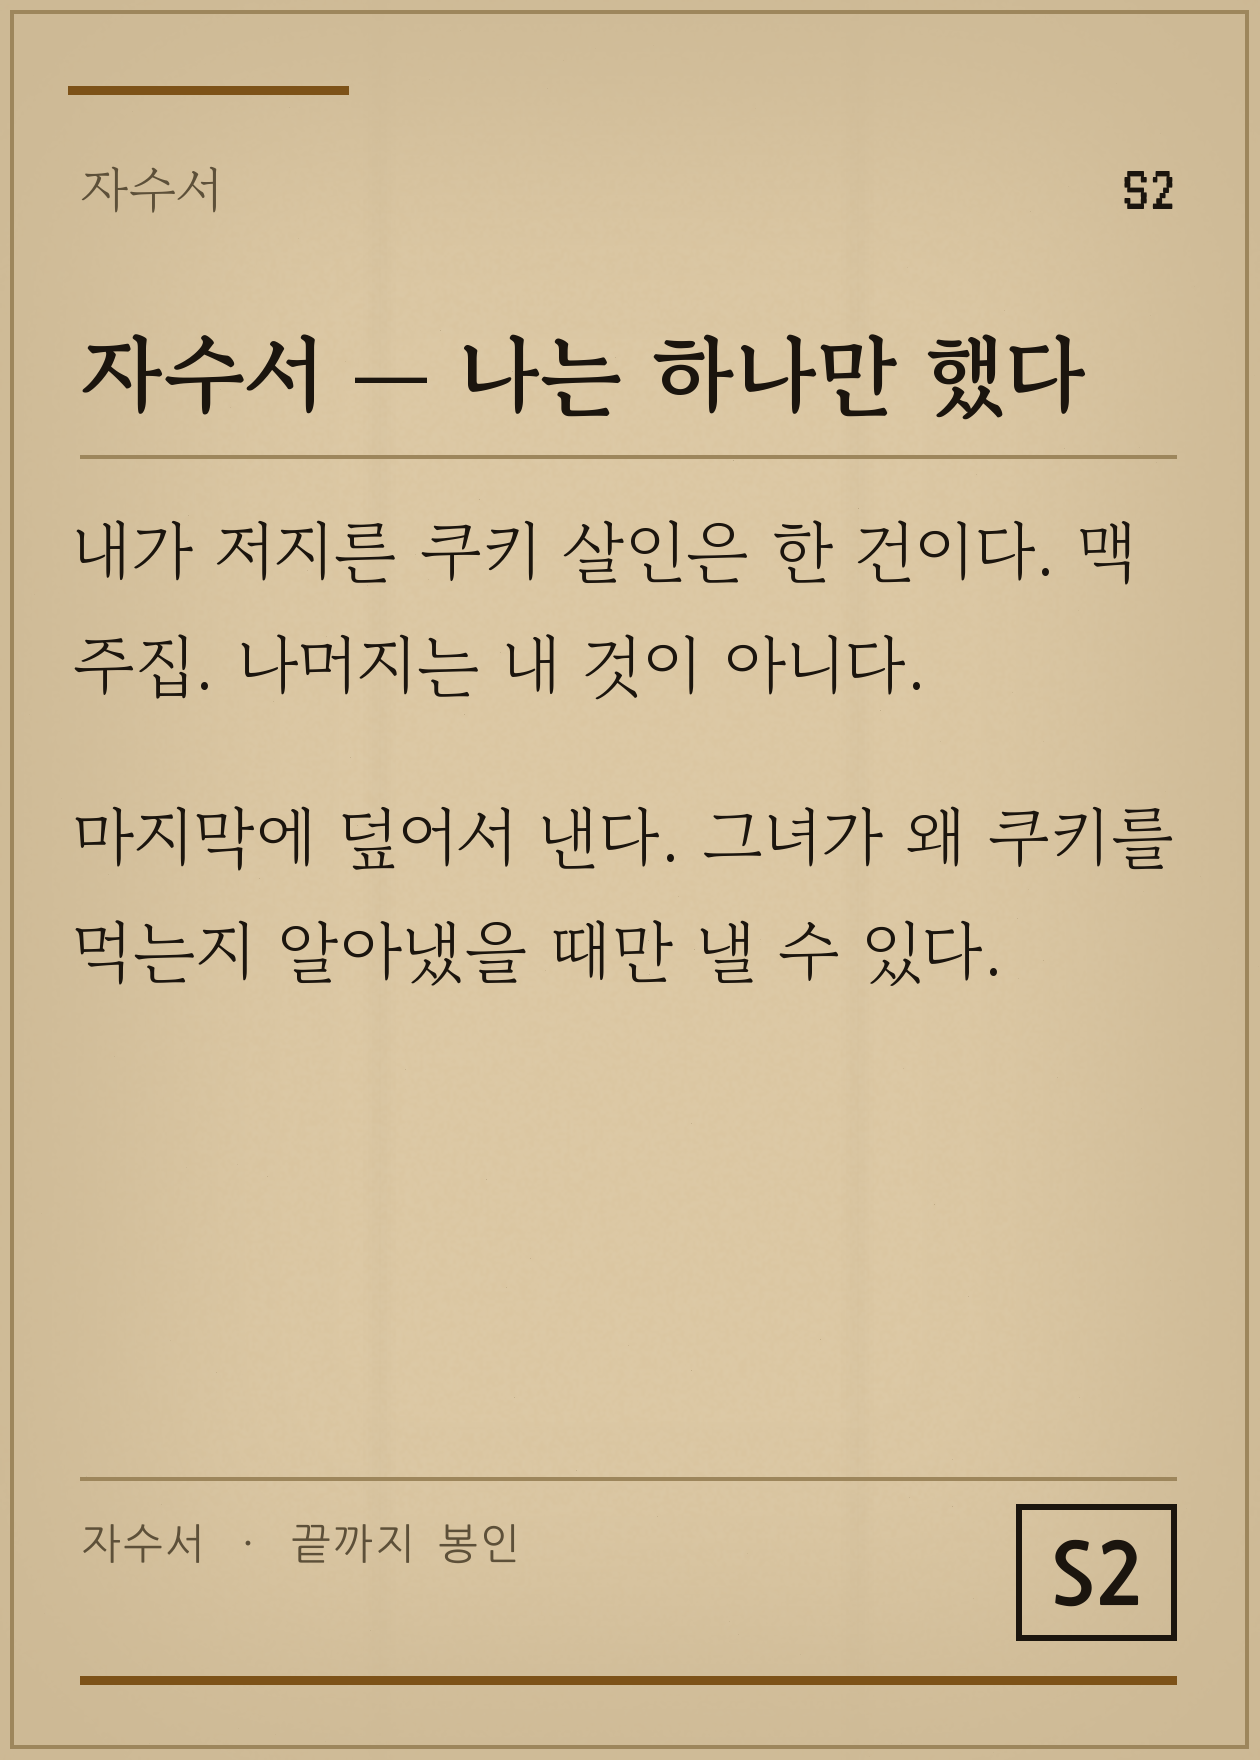 자수서
S2
자수서 — 나는 하나만 했다
내가 저지른 쿠키 살인은 한 건이다. 맥
주집. 나머지는 내 것이 아니다.
마지막에 덮어서 낸다. 그녀가 왜 쿠키를
먹는지 알아냈을 때만 낼 수 있다.
자수서 · 끝까지 봉인
S2